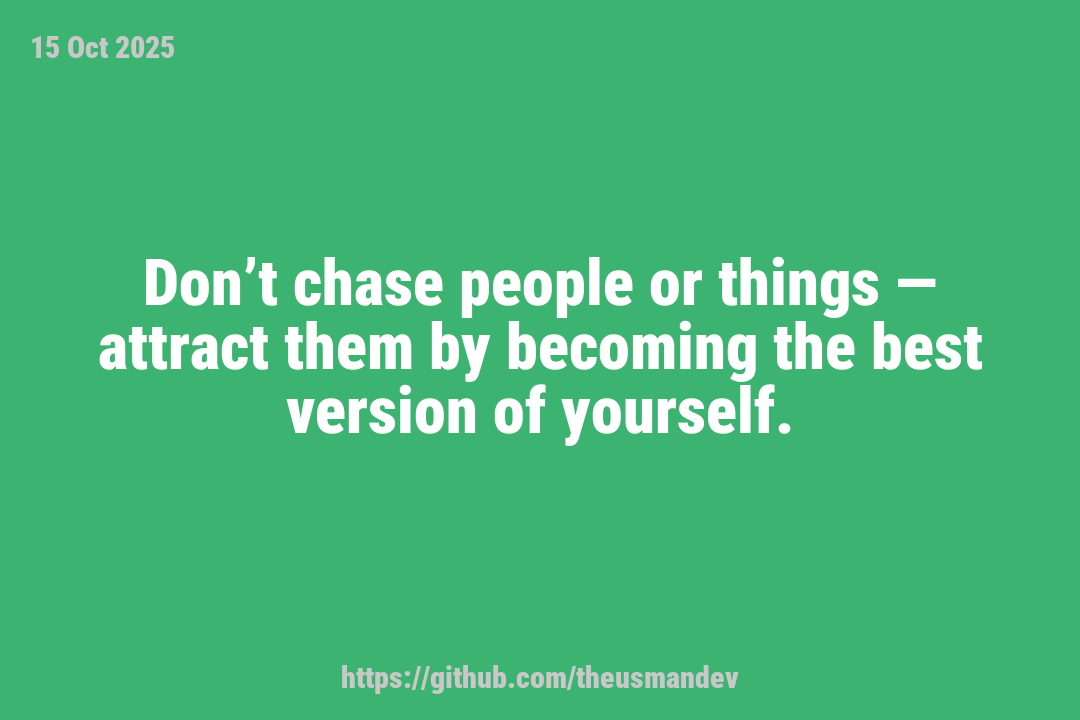 15 Oct 2025
Don’t chase people or things —
attract them by becoming the best
version of yourself.
https://github.com/theusmandev